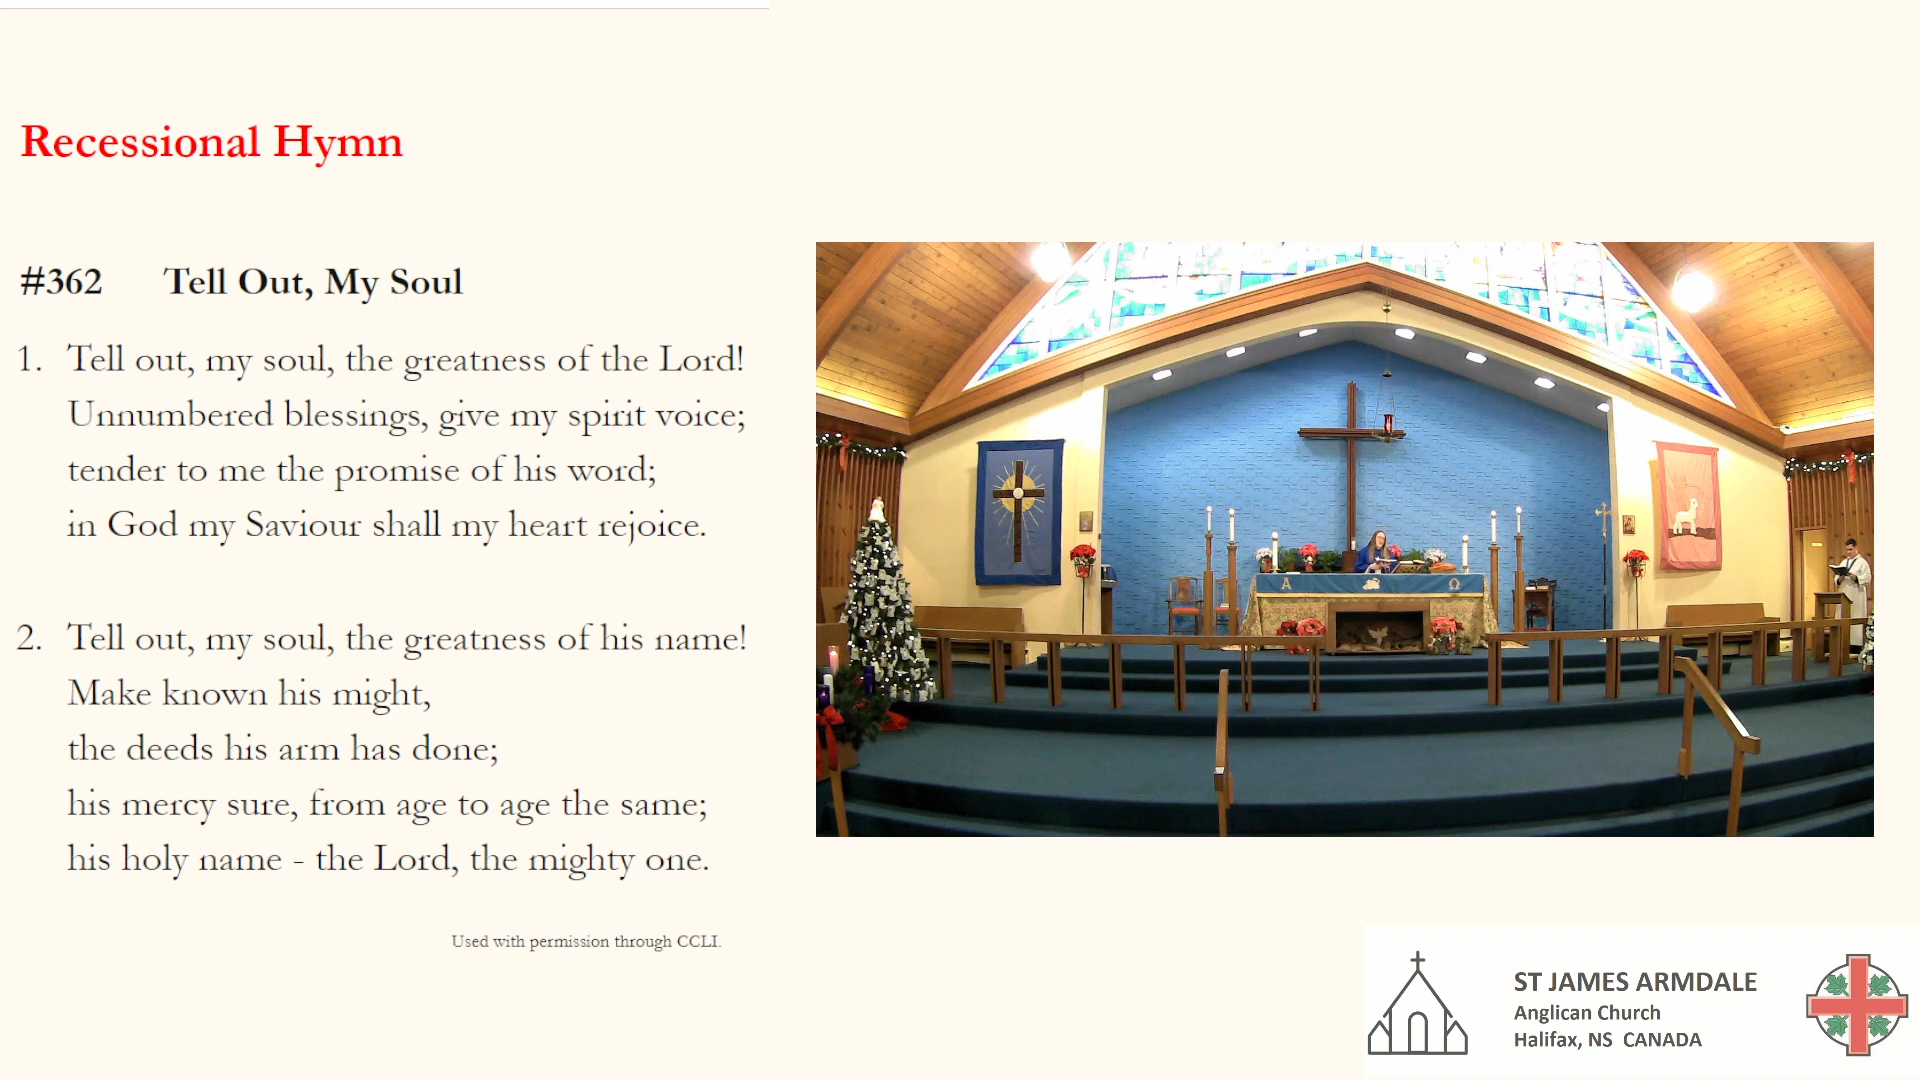 Recessional Hymn
#362 Tell Out, My Soul
1. Tell out, my soul, the greatness of the Lord!
Unnumbered blessings, give my spirit voice;
tender to me the promise of his word;
in God my Saviour shall my heart rejoice.
2. Tell out, my soul, the greatness of his name!
Make known his might,
the deeds his arm has done;
his mercy sure, from age to age the same;
his holy name - the Lord, the mighty one.
Used with permission through CCLI.
Α Ω
ST JAMES ARMDALE
Anglican Church
Halifax, NS CANADA